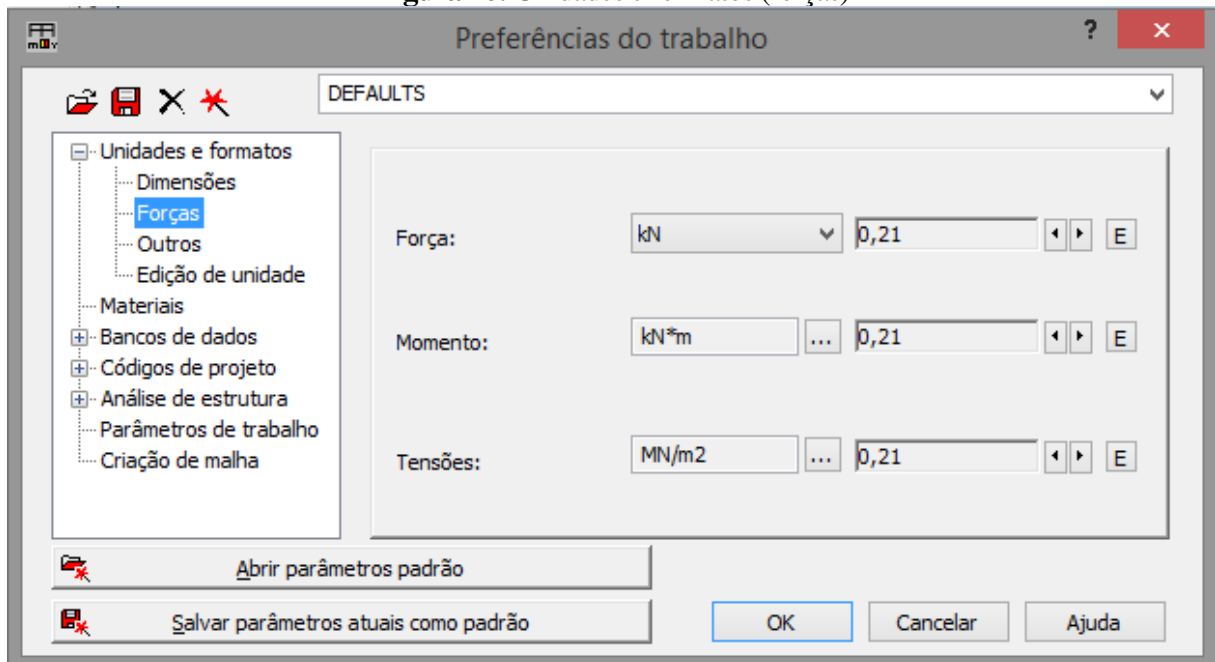 Preferências do trabalho
?
DEFAULTS
Unidades e formatos
Dimensões
Forças
Outros
Edição de unidade
Materiais
Bancos de dados
Códigos de projeto
Análise de estrutura
Parâmetros de trabalho
Criação de malha
Força: kN 0,21 E
Momento: kN*m ... 0,21 E
Tensões: MN/m2 ... 0,21 E
Abrir parâmetros padrão
Salvar parâmetros atuais como padrão
OK Cancelar Ajuda